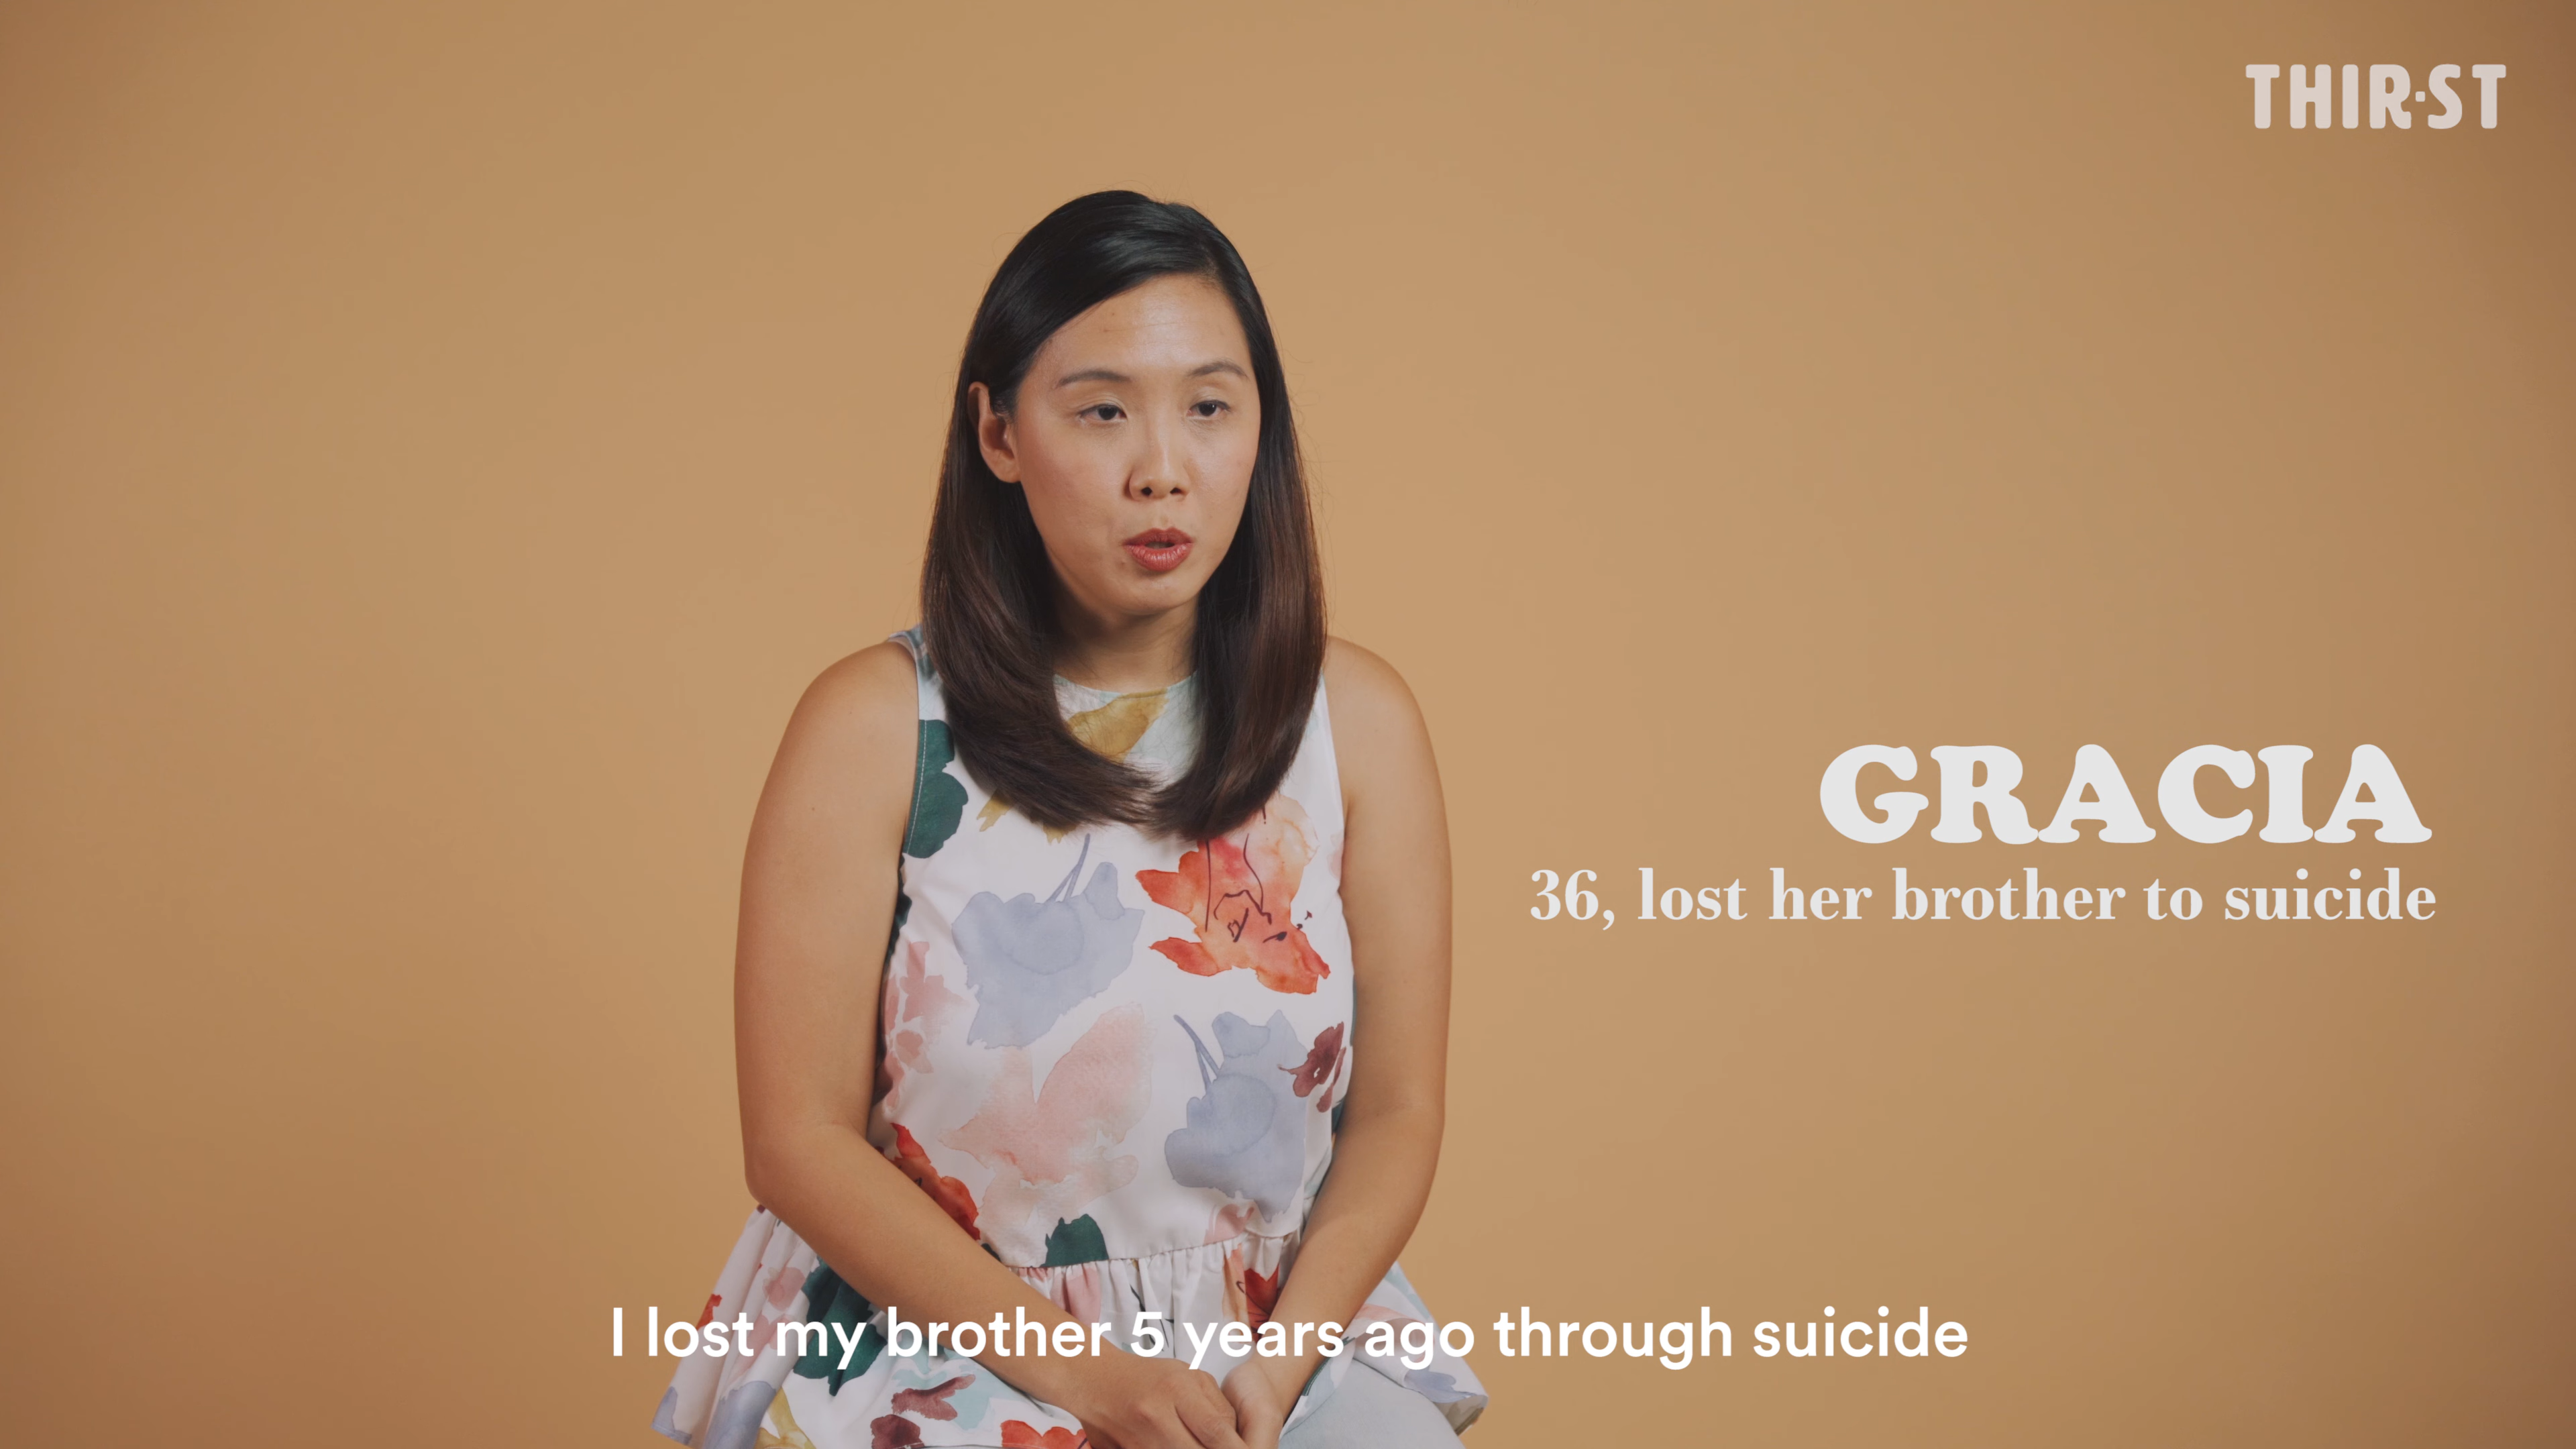 THIR·ST
GRACIA
36, lost her brother to suicide
I lost my brother 5 years ago through suicide